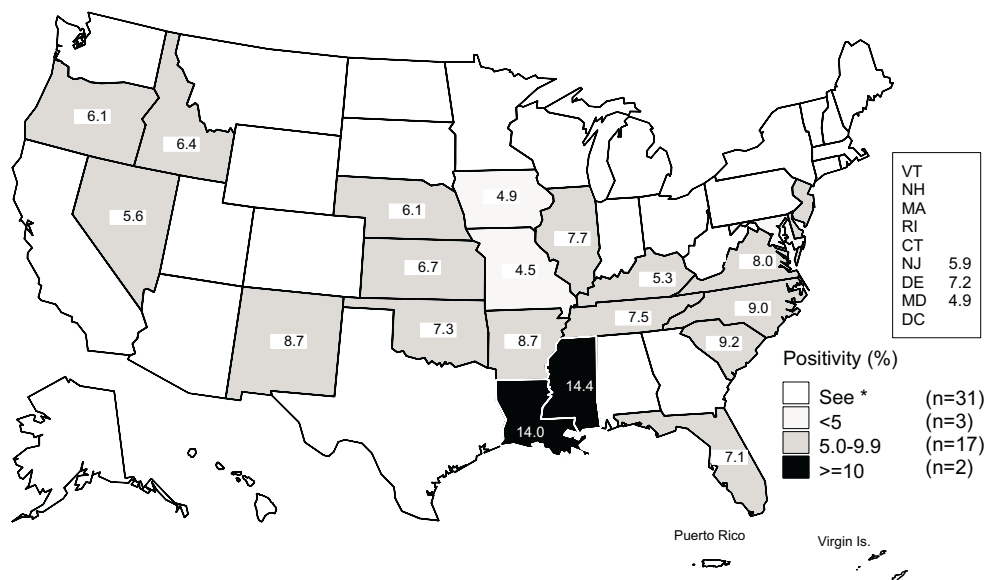 6.1
6.4
4.9
5.6
6.1
7.7
8.0
6.7
4.5
5.3
9.0
7.5
8.7
7.3
8.7
9.2
14.4
14.0
7.1
VT
NH
MA
RI
CT
NJ 5.9
DE 7.2
MD 4.9
DC
Positivity (%)
See * (n=31)
<5 (n=3)
5.0-9.9 (n=17)
>=10 (n=2)
Puerto Rico
Virgin Is.